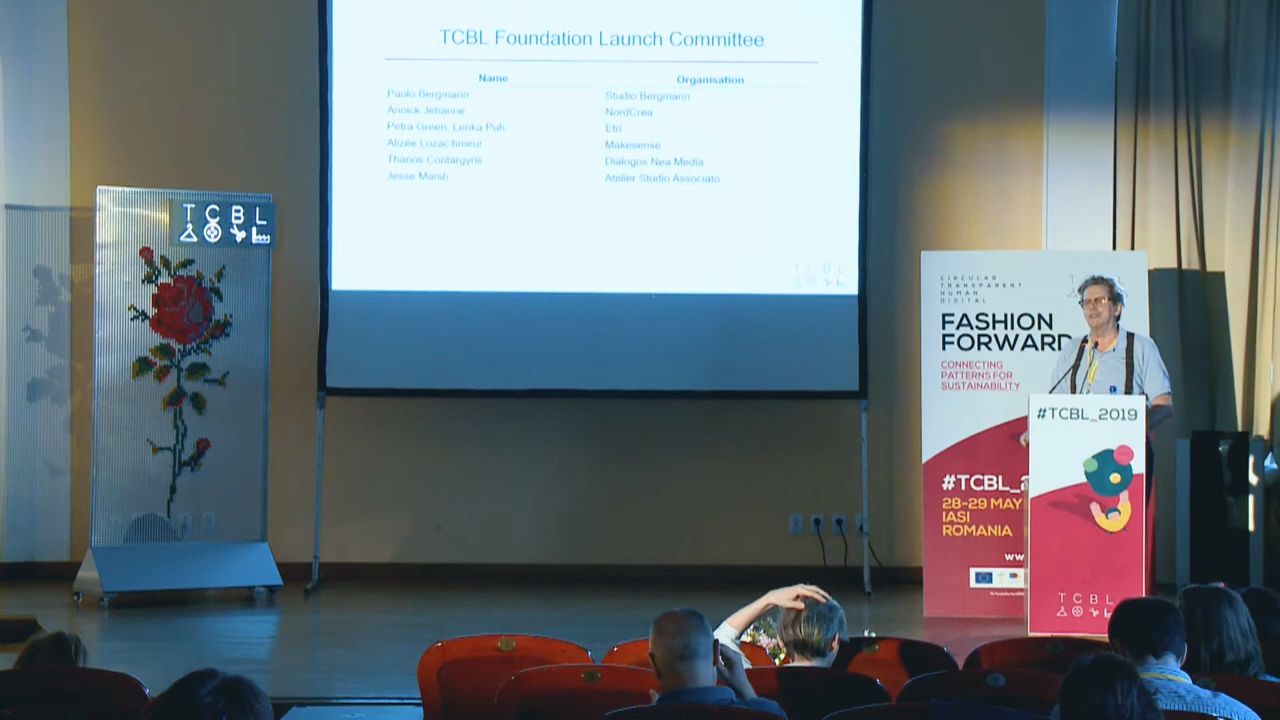 TCBL Foundation Launch Committee
Name Organisation
Paolo Bergmann Studio Bergmann
Annick Jehanne NordCrea
Petra Green, Lenka Puh Etri
Alizée Lozac'hmeur Makesense
Thanos Contargyris Dialogos Nea Media
Jesse Marsh Atelier Studio Associato
T C B L
T C B L
CIRCULAR
TRANSPARENT
HUMAN
DIGITAL
FASHION
FORWARD
CONNECTING
PATTERNS FOR
SUSTAINABILITY
#TCBL_2
28-29 MAY
IASI
ROMANIA
ww
#TCBL_2019
T C B L